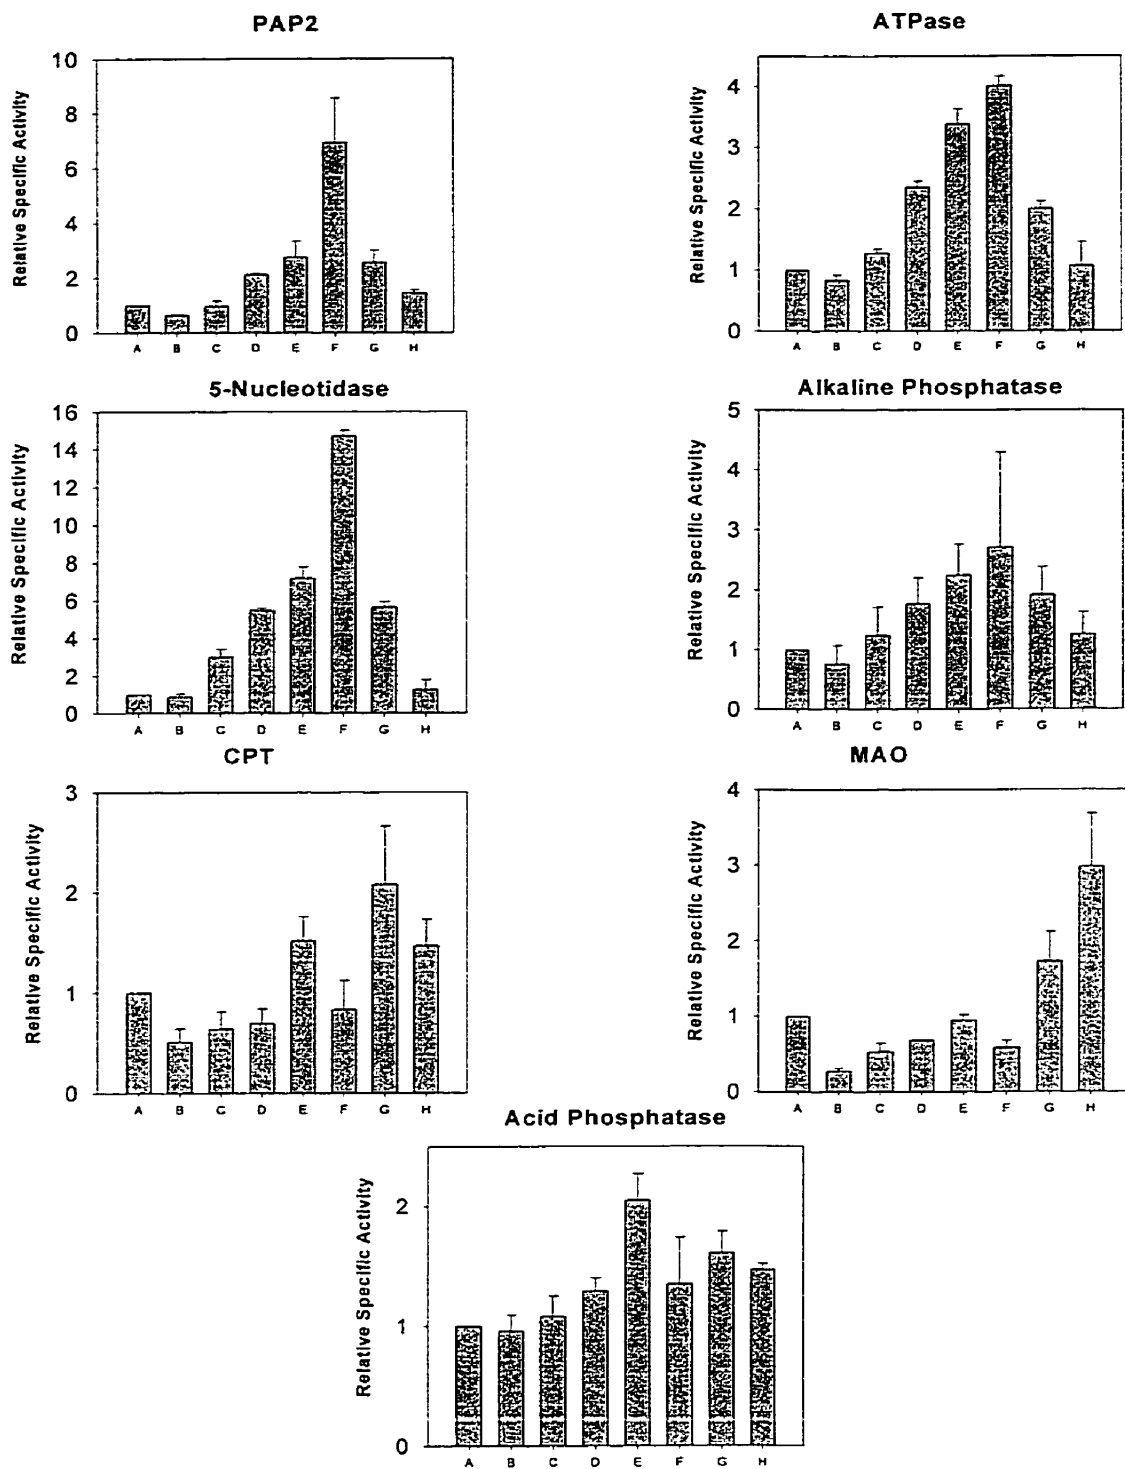 PAP2
Relative Specific Activity
10
8
6
4
2
0
A B C D E F G H
ATPase
Relative Specific Activity
4
3
2
1
0
A B C D E F G H
5-Nucleotidase
Relative Specific Activity
16
14
12
10
8
6
4
2
0
A B C D E F G H
Alkaline Phosphatase
Relative Specific Activity
5
4
3
2
1
0
A B C D E F G H
CPT
Relative Specific Activity
3
2
1
0
A B C D E F G H
MAO
Relative Specific Activity
4
3
2
1
0
A B C D E F G H
Acid Phosphatase
Relative Specific Activity
2
1
0
A B C D E F G H